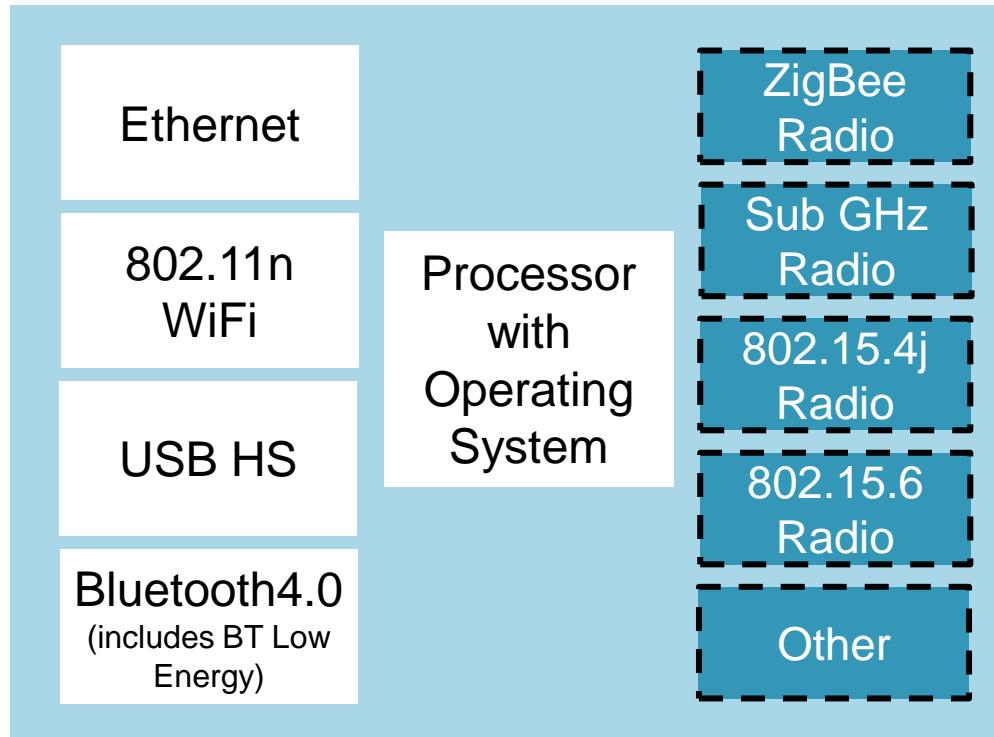 Ethernet
802.11n
WiFi
USB HS
Bluetooth4.0
(includes BT Low
Energy)
Processor
with
Operating
System
ZigBee
Radio
Sub GHz
Radio
802.15.4j
Radio
802.15.6
Radio
Other